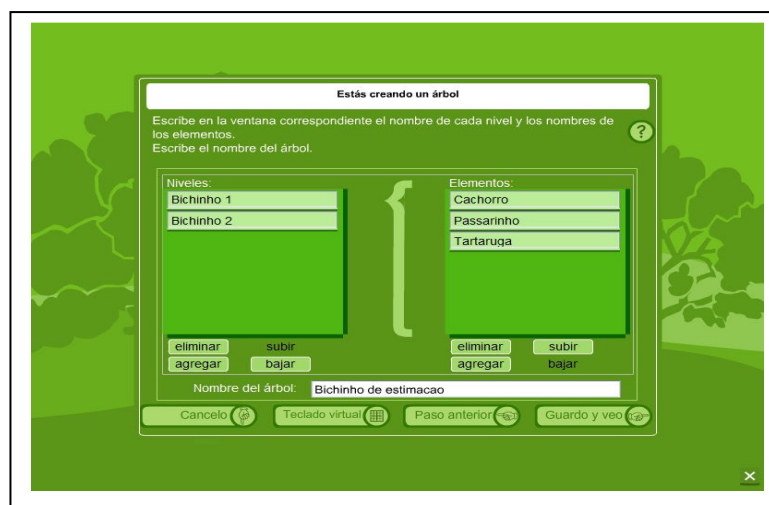 Estás creando un árbol
Escribe en la ventana correspondiente el nombre de cada nivel y los nombres de
los elementos.
Escribe el nombre del árbol.
?
Niveles:
Bichinho 1
Bichinho 2
eliminar subir
agregar bajar
Elementos:
Cachorro
Passarinho
Tartaruga
eliminar subir
agregar bajar
Nombre del árbol: Bichinho de estimacao
Cancelo Teclado virtual Paso anterior Guardo y veo